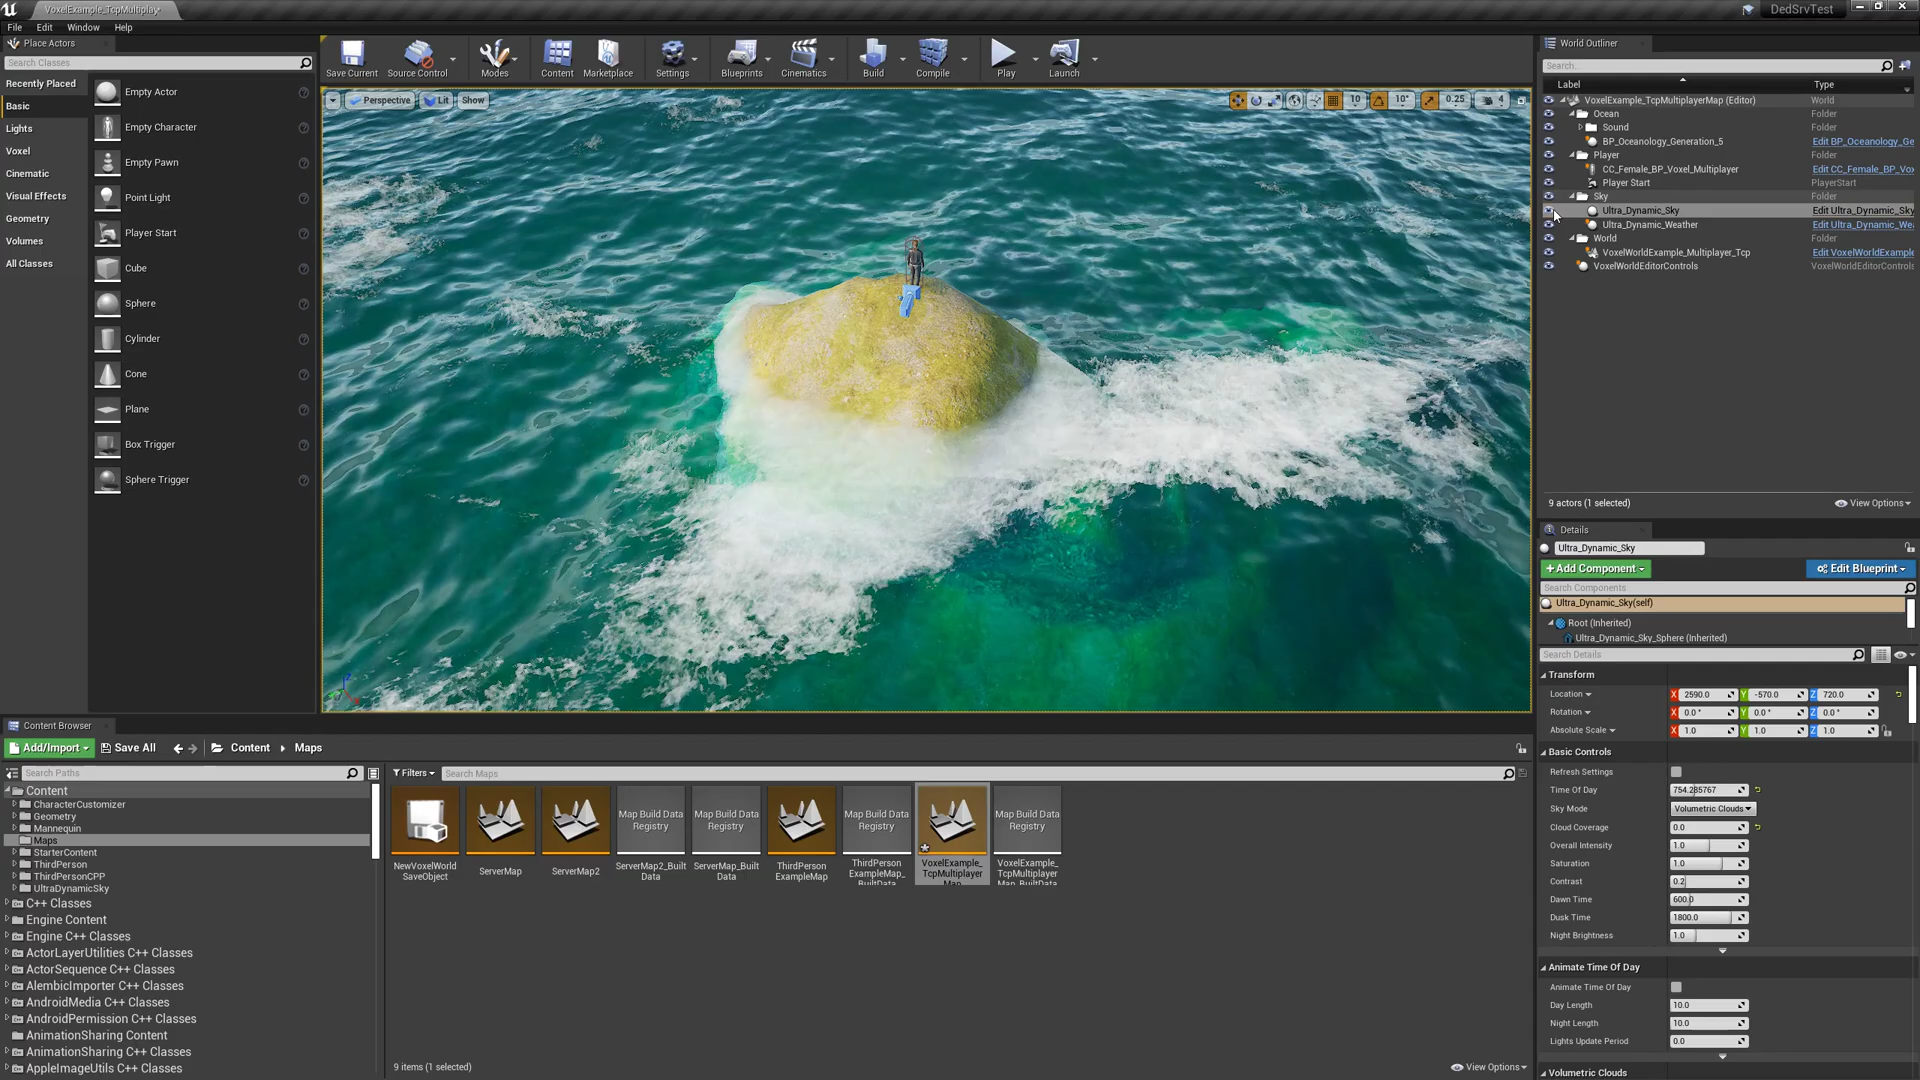 VoxelExample_TcpMultiplay
DedSrvTest
File Edit Window Help
Place Actors
Search Classes
Recently Placed
Basic
Lights
Voxel
Cinematic
Visual Effects
Geometry
Volumes
All Classes
Empty Actor
Empty Character
Empty Pawn
Point Light
Player Start
Cube
Sphere
Cylinder
Cone
Plane
Box Trigger
Sphere Trigger
Save Current Source Control Modes Content Marketplace Settings Blueprints Cinematics Build Compile Play Launch
Perspective Lit Show
10 10° 0.25 4
World Outliner
Search...
Label Type
VoxelExample_TcpMultiplayerMap (Editor) World
Ocean Folder
Sound Folder
BP_Oceanology_Generation_5 Edit BP_Oceanology_Ge
Player Folder
CC_Female_BP_Voxel_Multiplayer Edit CC_Female_BP_Vox
Player Start PlayerStart
Sky Folder
Ultra_Dynamic_Sky Edit Ultra_Dynamic_Sky
Ultra_Dynamic_Weather Edit Ultra_Dynamic_Wea
World Folder
VoxelWorldExample_Multiplayer_Tcp Edit VoxelWorldExample
VoxelWorldEditorControls VoxelWorldEditorControls
9 actors (1 selected) View Options
Details
Ultra_Dynamic_Sky
+Add Component Edit Blueprint
Search Components
Ultra_Dynamic_Sky(self)
Root (Inherited)
Ultra_Dynamic_Sky_Sphere (Inherited)
Search Details
Transform
Location X 2590.0 Y -570.0 Z 720.0
Rotation X 0.0° Y 0.0° Z 0.0°
Absolute Scale X 1.0 Y 1.0 Z 1.0
Basic Controls
Refresh Settings
Time Of Day 754.285767
Sky Mode Volumetric Clouds
Cloud Coverage 0.0
Overall Intensity 1.0
Saturation 1.0
Contrast 0.2
Dawn Time 600.0
Dusk Time 1800.0
Night Brightness 1.0
Animate Time Of Day
Animate Time Of Day
Day Length 10.0
Night Length 10.0
Lights Update Period 0.0
Volumetric Clouds
Content Browser
Add/Import Save All Content Maps
Search Paths
Filters Search Maps
Content
CharacterCustomizer
Geometry
Mannequin
Maps
StarterContent
ThirdPerson
ThirdPersonCPP
UltraDynamicSky
C++ Classes
Engine Content
Engine C++ Classes
ActorLayerUtilities C++ Classes
ActorSequence C++ Classes
AlembicImporter C++ Classes
AndroidMedia C++ Classes
AndroidPermission C++ Classes
AnimationSharing Content
AnimationSharing C++ Classes
AppleImageUtils C++ Classes
NewVoxelWorld
SaveObject
ServerMap
ServerMap2
Map Build Data
Registry
ServerMap2_Built
Data
Map Build Data
Registry
ServerMap_Built
Data
ThirdPerson
ExampleMap
Map Build Data
Registry
ThirdPerson
ExampleMap_
BuiltData
VoxelExample_
TcpMultiplayer
Map
Map Build Data
Registry
VoxelExample_
TcpMultiplayer
Map_BuiltData
9 items (1 selected) View Options